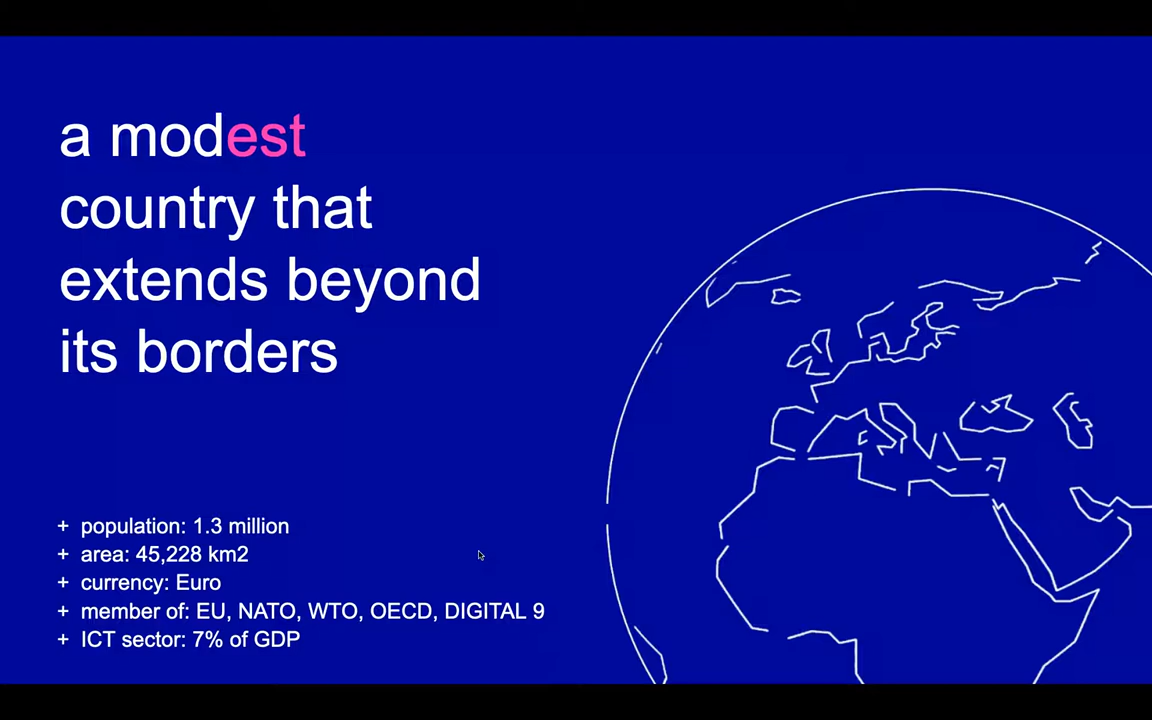 a modest
country that
extends beyond
its borders
+ population: 1.3 million
+ area: 45,228 km2
+ currency: Euro
+ member of: EU, NATO, WTO, OECD, DIGITAL 9
+ ICT sector: 7% of GDP